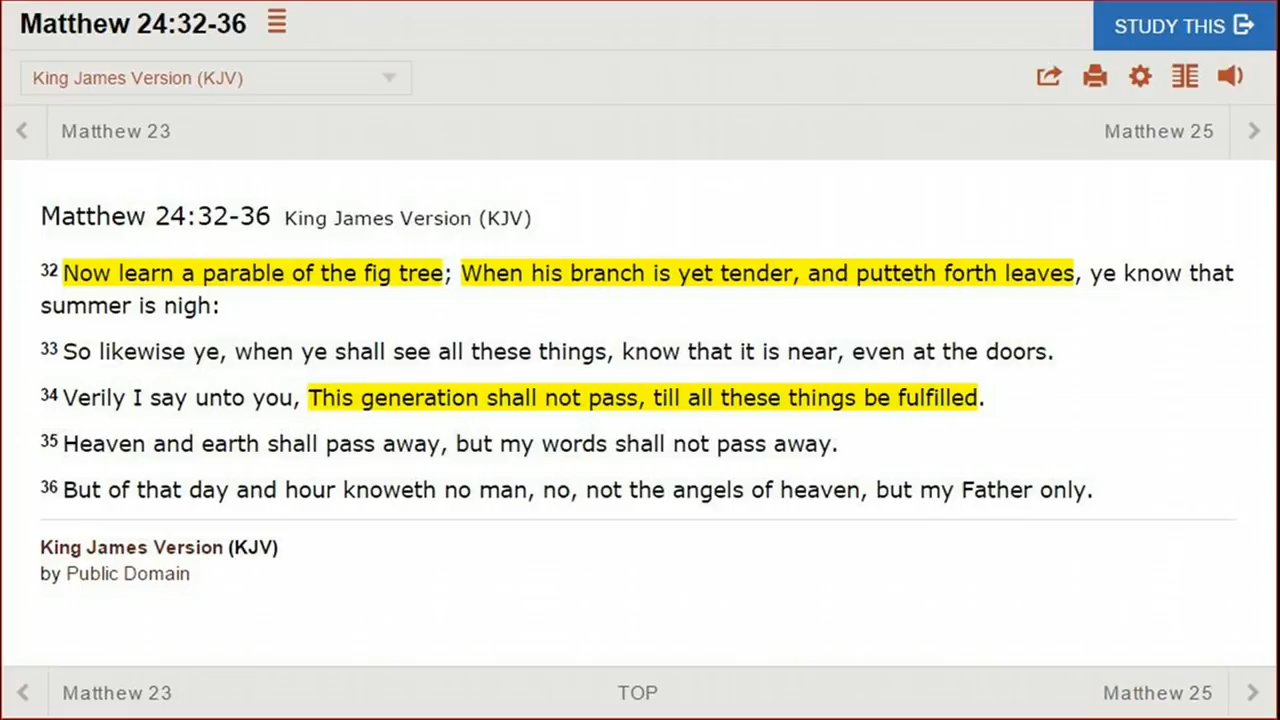 Matthew 24:32-36
STUDY THIS
King James Version (KJV)
Matthew 23
Matthew 25
Matthew 24:32-36 King James Version (KJV)
32 Now learn a parable of the fig tree; When his branch is yet tender, and putteth forth leaves, ye know that
summer is nigh:
33 So likewise ye, when ye shall see all these things, know that it is near, even at the doors.
34 Verily I say unto you, This generation shall not pass, till all these things be fulfilled.
35 Heaven and earth shall pass away, but my words shall not pass away.
36 But of that day and hour knoweth no man, no, not the angels of heaven, but my Father only.
King James Version (KJV)
by Public Domain
Matthew 23
TOP
Matthew 25